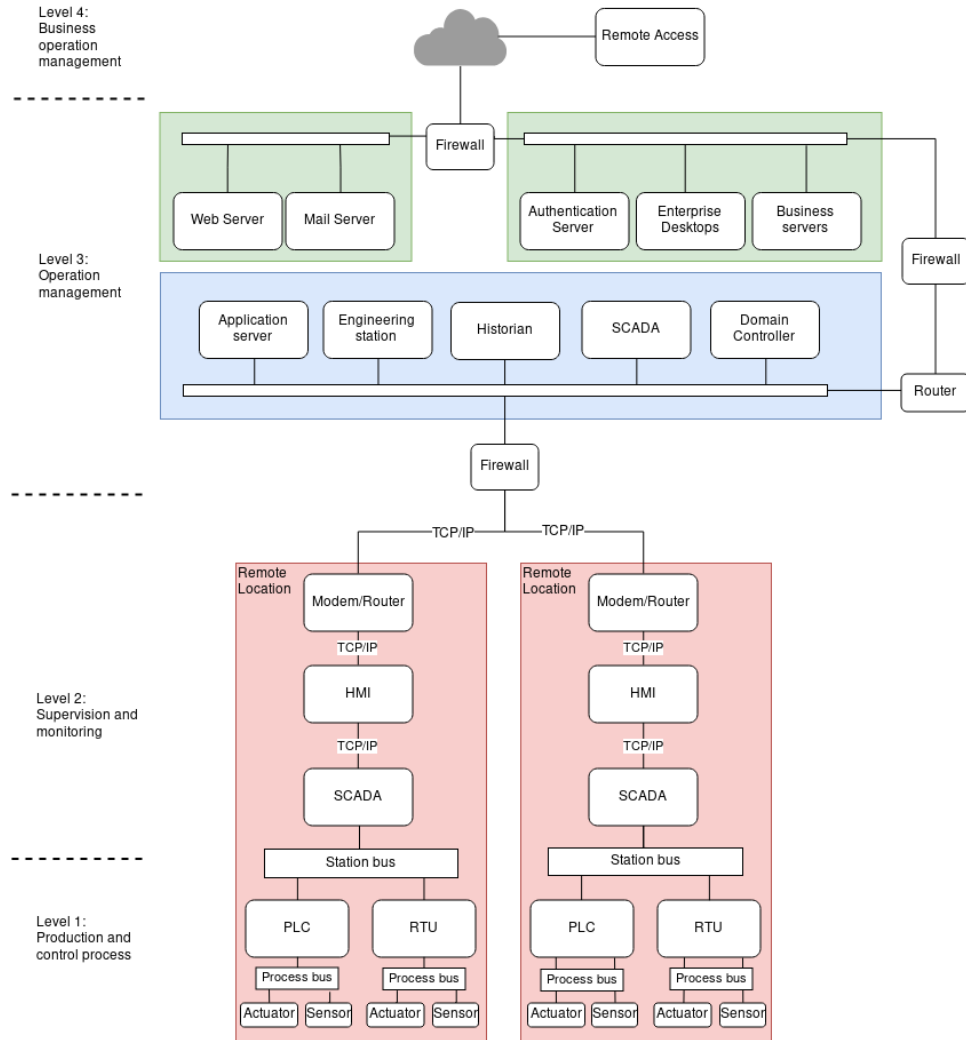 Level 4:
Business
operation
management
Remote Access
Firewall
Web Server
Mail Server
Authentication
Server
Enterprise
Desktops
Business
servers
Level 3:
Operation
management
Firewall
Application
server
Engineering
station
Historian
SCADA
Domain
Controller
Router
Firewall
TCP/IP
TCP/IP
Remote
Location
Modem/Router
TCP/IP
HMI
TCP/IP
SCADA
Station bus
Remote
Location
Modem/Router
TCP/IP
HMI
TCP/IP
SCADA
Station bus
Level 2:
Supervision and
monitoring
Level 1:
Production and
control process
PLC
RTU
Process bus
Process bus
Actuator
Sensor
Actuator
Sensor
PLC
RTU
Process bus
Process bus
Actuator
Sensor
Actuator
Sensor